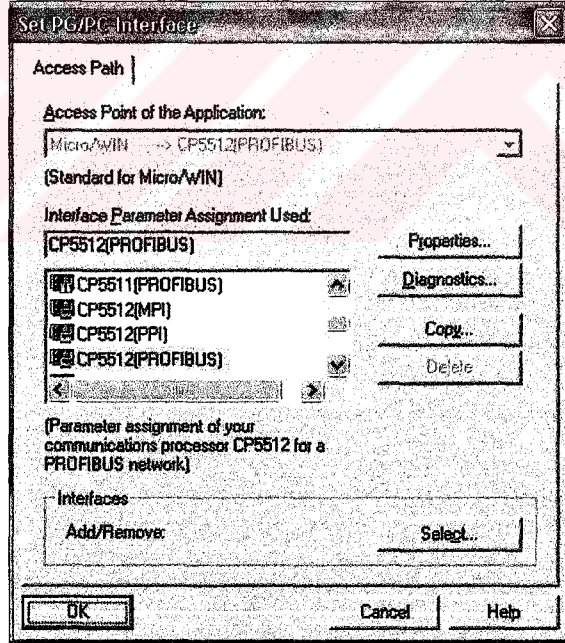 Set PG/PC Interface
Access Path
Access Point of the Application:
Micro/WIN --> CP5512(PROFIBUS)
(Standard for Micro/WIN)
Interface Parameter Assignment Used:
CP5512(PROFIBUS)
Properties...
CP5511(PROFIBUS)
Diagnostics...
CP5512(MPI)
CP5512(PPI)
Copy...
CP5512(PROFIBUS)
Delete
(Parameter assignment of your
communications processor CP5512 for a
PROFIBUS network)
Interfaces
Add/Remove:
Select...
OK
Cancel
Help